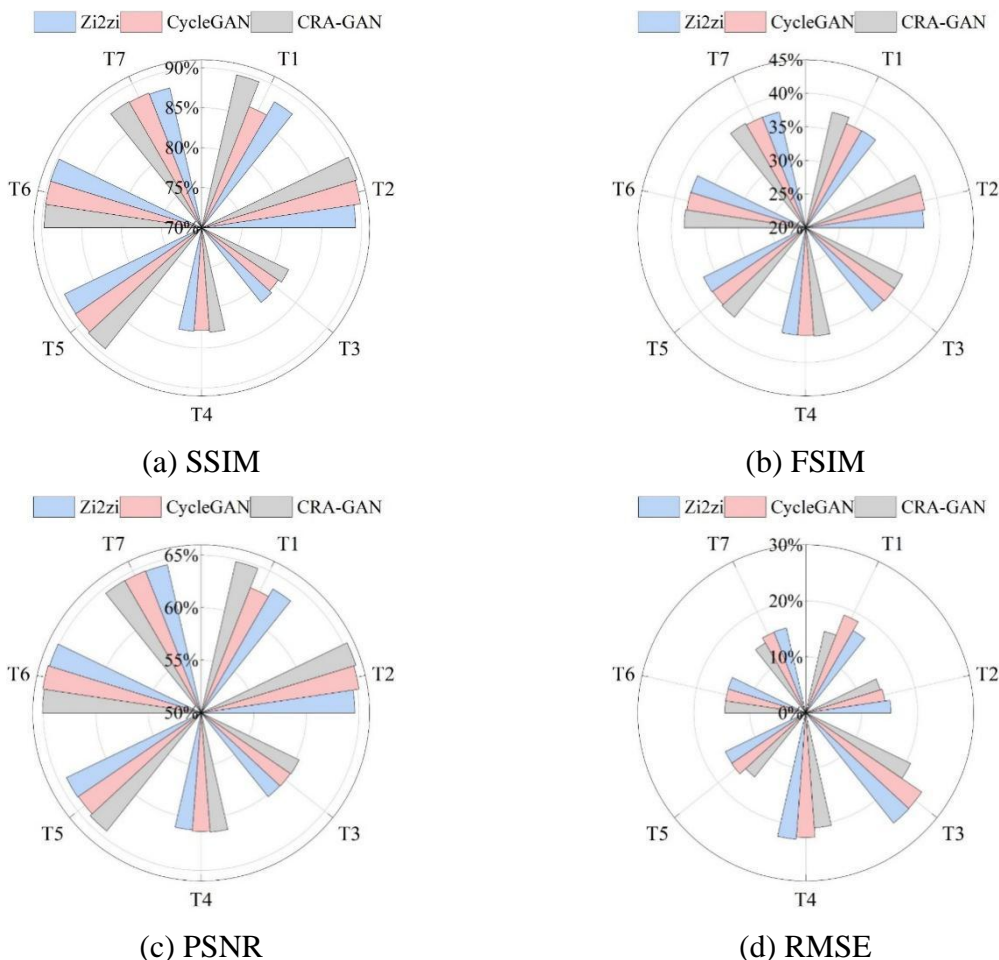 Zi2zi CycleGAN CRA-GAN
Zi2zi CycleGAN CRA-GAN
T7 T1
90%
85%
80%
75%
70%
T6 T2
T5 T3
T4
T7 T1
45%
40%
35%
30%
25%
20%
T6 T2
T5 T3
T4
(a) SSIM
(b) FSIM
Zi2zi CycleGAN CRA-GAN
Zi2zi CycleGAN CRA-GAN
T7 T1
65%
60%
55%
50%
T6 T2
T5 T3
T4
T7 T1
30%
20%
10%
0%
T6 T2
T5 T3
T4
(c) PSNR
(d) RMSE